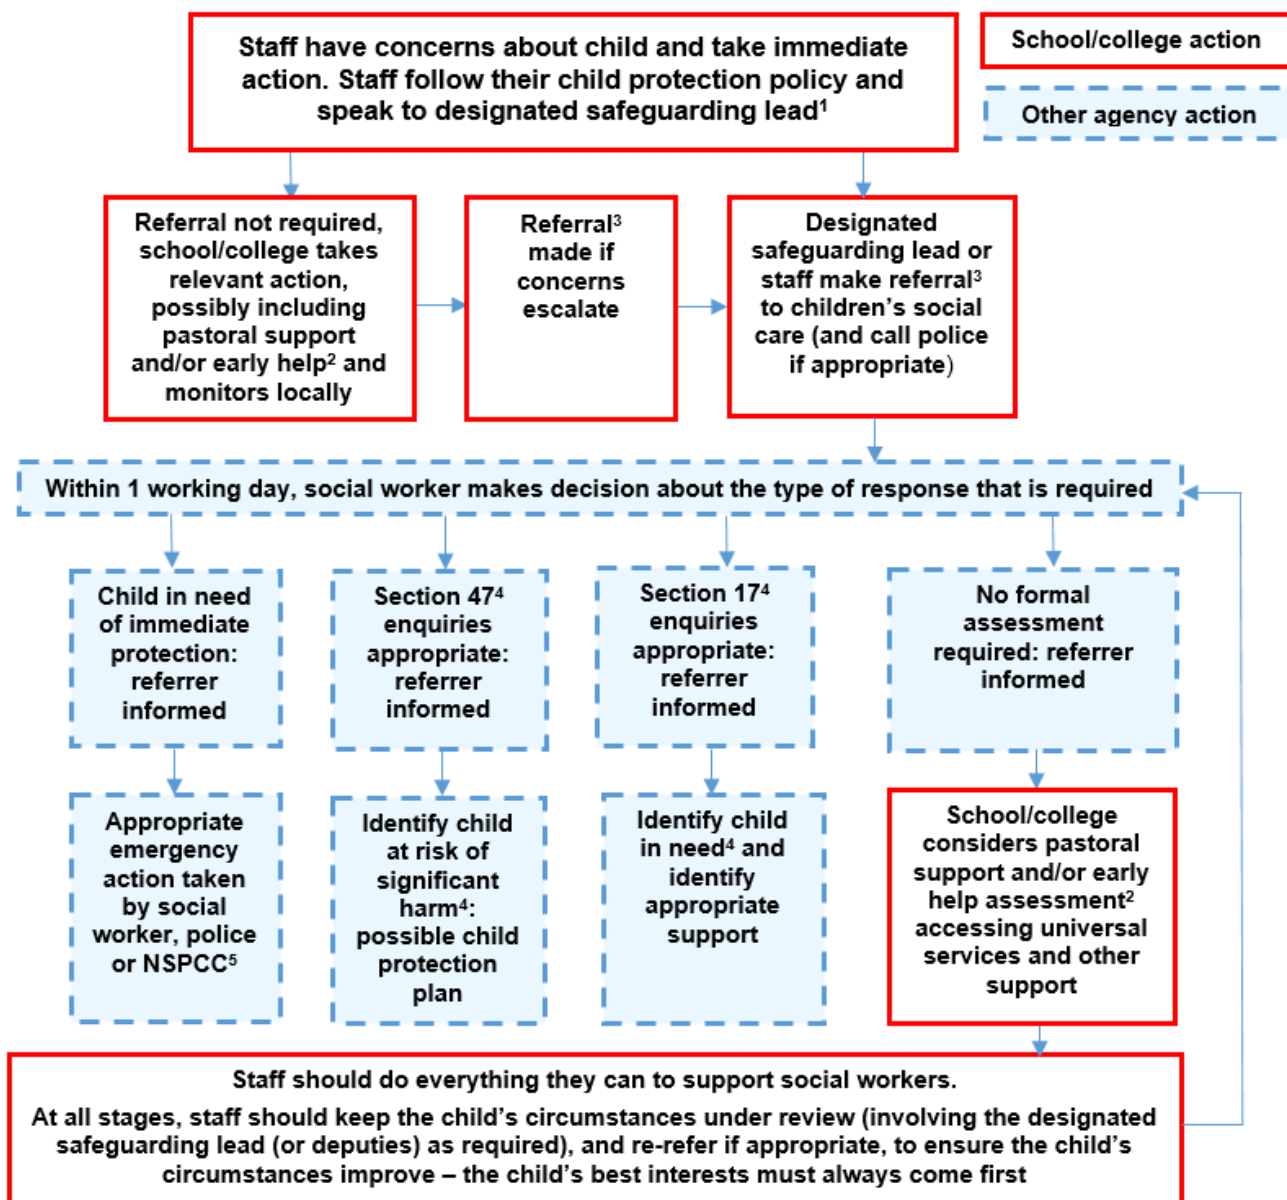 Staff have concerns about child and take immediate
action. Staff follow their child protection policy and
speak to designated safeguarding lead¹
School/college action
Other agency action
Referral not required,
school/college takes
relevant action,
possibly including
pastoral support
and/or early help² and
monitors locally
Referral³
made if
concerns
escalate
Designated
safeguarding lead or
staff make referral³
to children’s social
care (and call police
if appropriate)
Within 1 working day, social worker makes decision about the type of response that is required
Child in need
of immediate
protection:
referrer
informed
Section 47⁴
enquiries
appropriate:
referrer
informed
Section 17⁴
enquiries
appropriate:
referrer
informed
No formal
assessment
required: referrer
informed
Appropriate
emergency
action taken
by social
worker, police
or NSPCC⁵
Identify child
at risk of
significant
harm⁴:
possible child
protection
plan
Identify child
in need⁴ and
identify
appropriate
support
School/college
considers pastoral
support and/or early
help assessment²
accessing universal
services and other
support
Staff should do everything they can to support social workers.
At all stages, staff should keep the child’s circumstances under review (involving the designated
safeguarding lead (or deputies) as required), and re-refer if appropriate, to ensure the child’s
circumstances improve – the child’s best interests must always come first